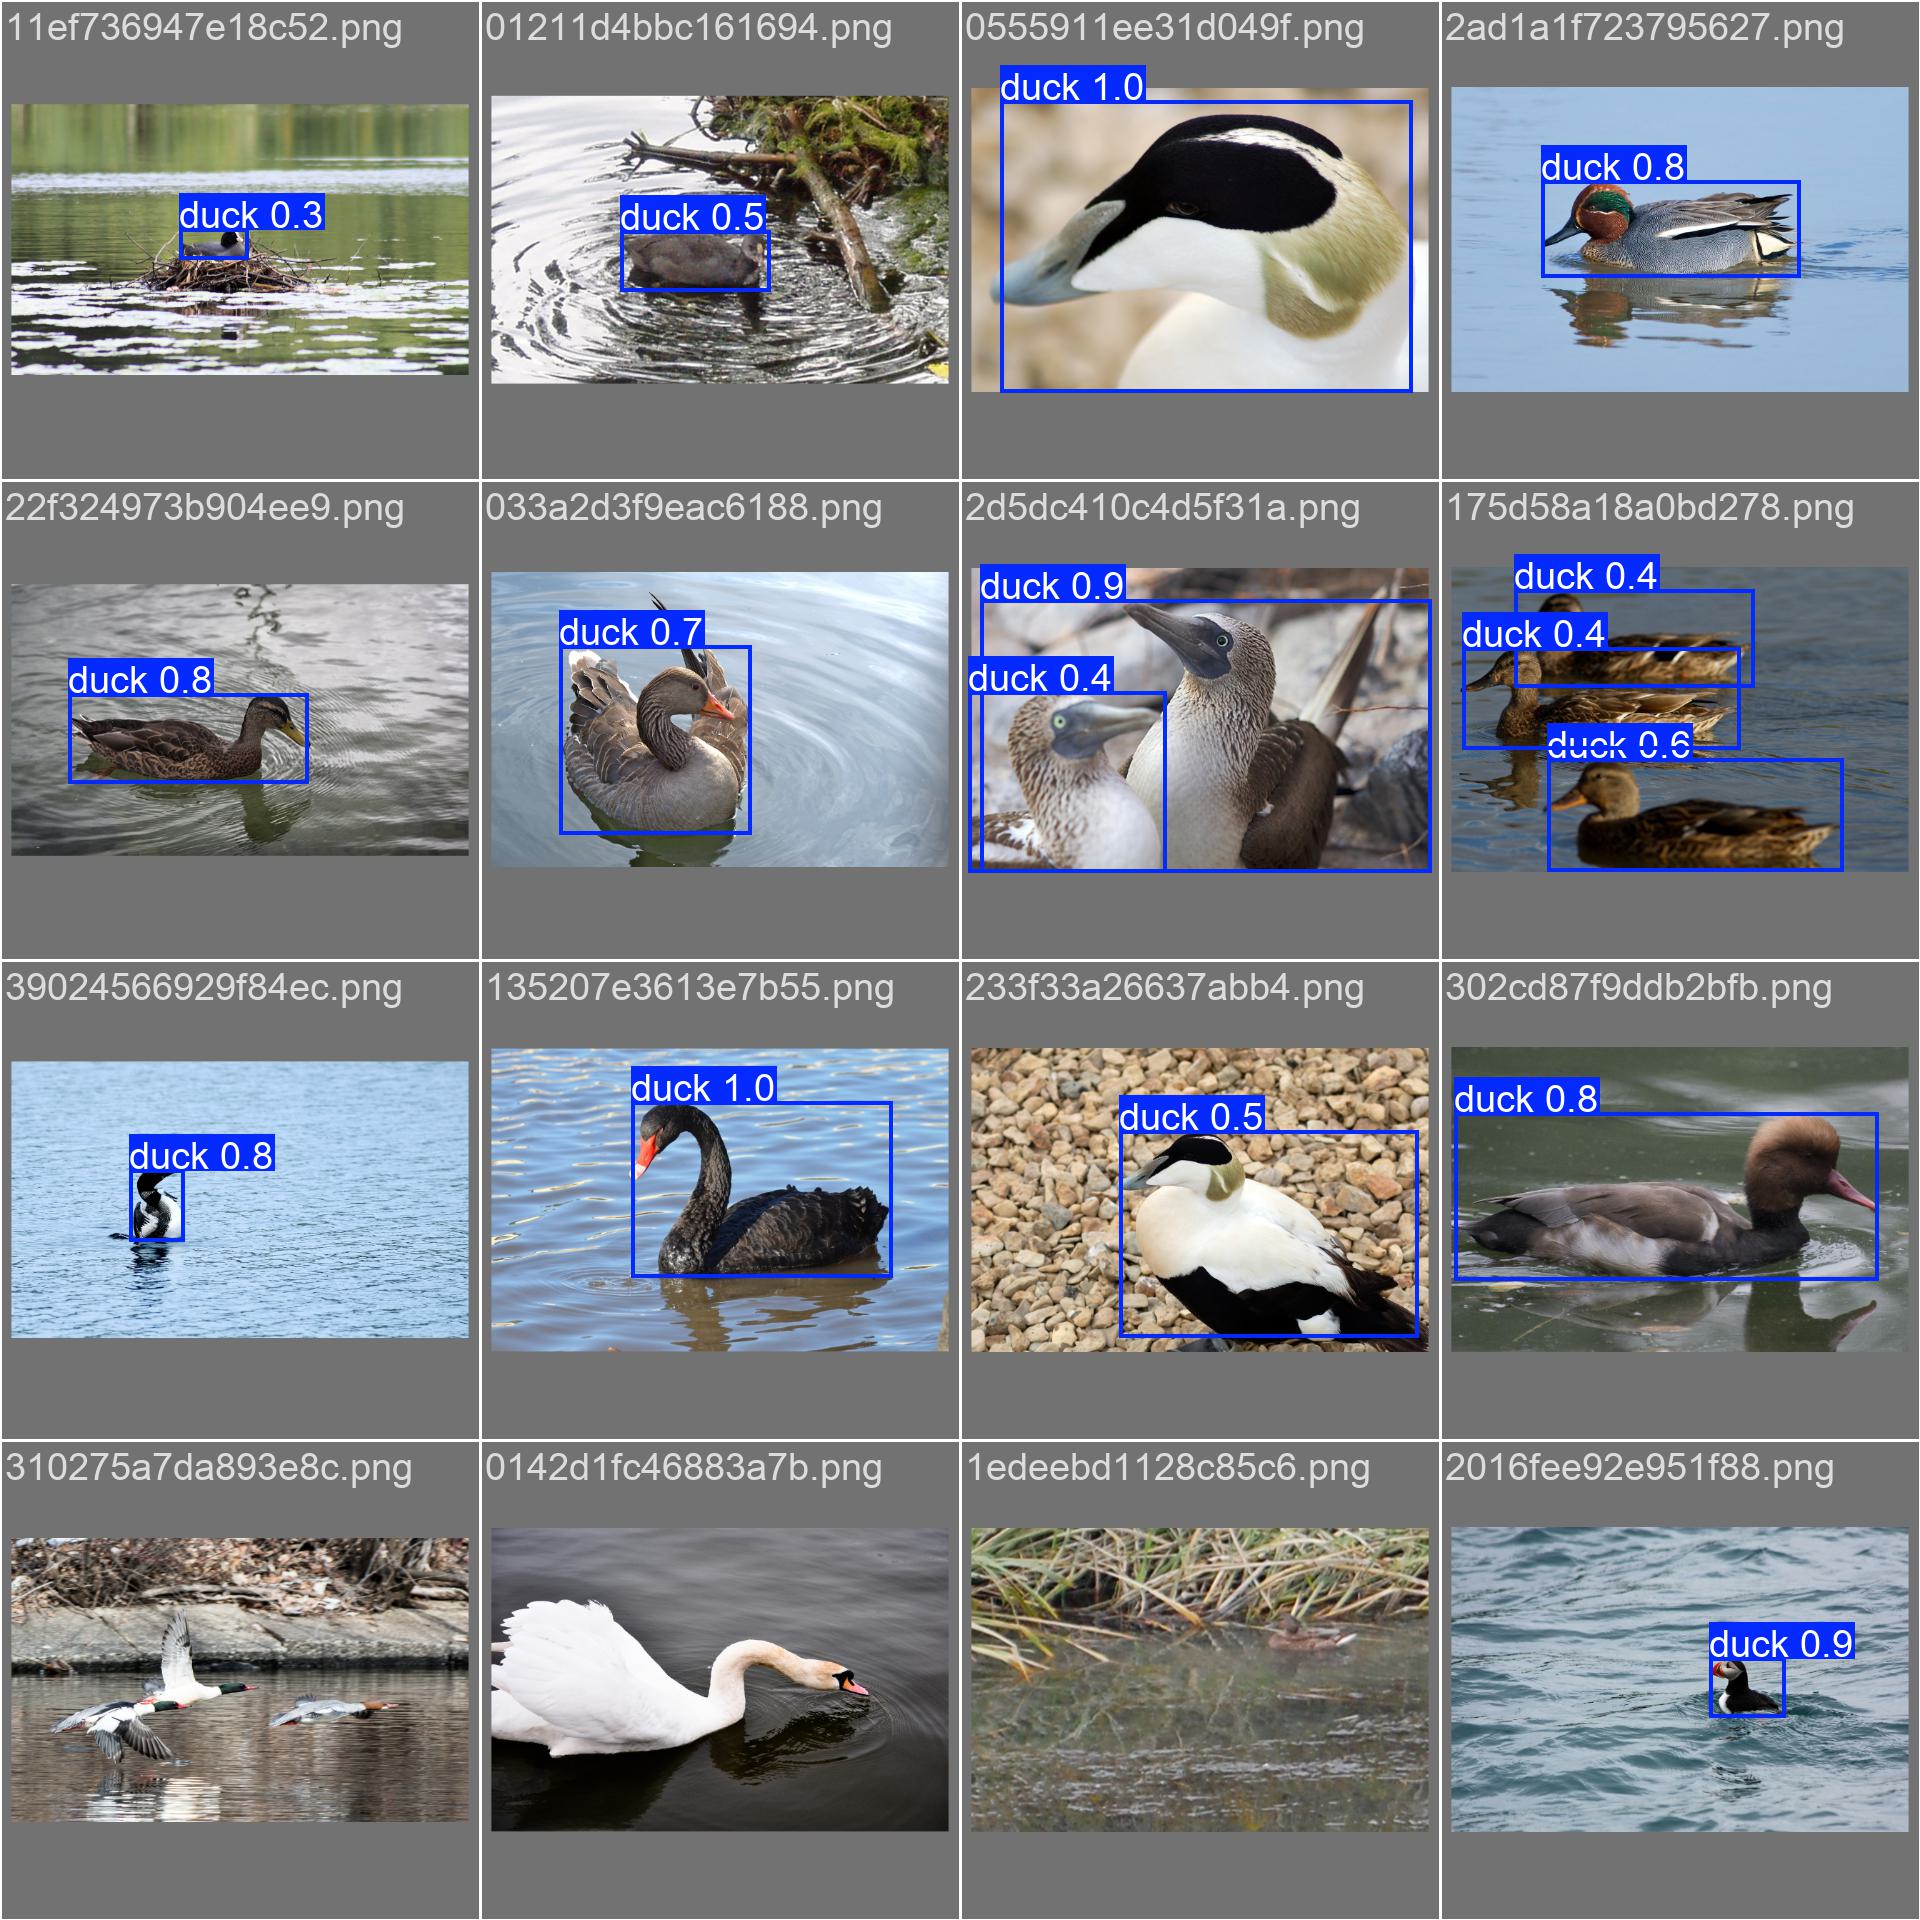 11ef736947e18c52.png
duck 0.3
01211d4bbc161694.png
duck 0.5
0555911ee31d049f.png
duck 1.0
2ad1a1f723795627.png
duck 0.8
22f324973b904ee9.png
duck 0.8
033a2d3f9eac6188.png
duck 0.7
2d5dc410c4d5f31a.png
duck 0.9
duck 0.4
175d58a18a0bd278.png
duck 0.4
duck 0.4
duck 0.6
39024566929f84ec.png
duck 0.8
135207e3613e7b55.png
duck 1.0
233f33a26637abb4.png
duck 0.5
302cd87f9ddb2bfb.png
duck 0.8
310275a7da893e8c.png
0142d1fc46883a7b.png
1edeebd1128c85c6.png
2016fee92e951f88.png
duck 0.9